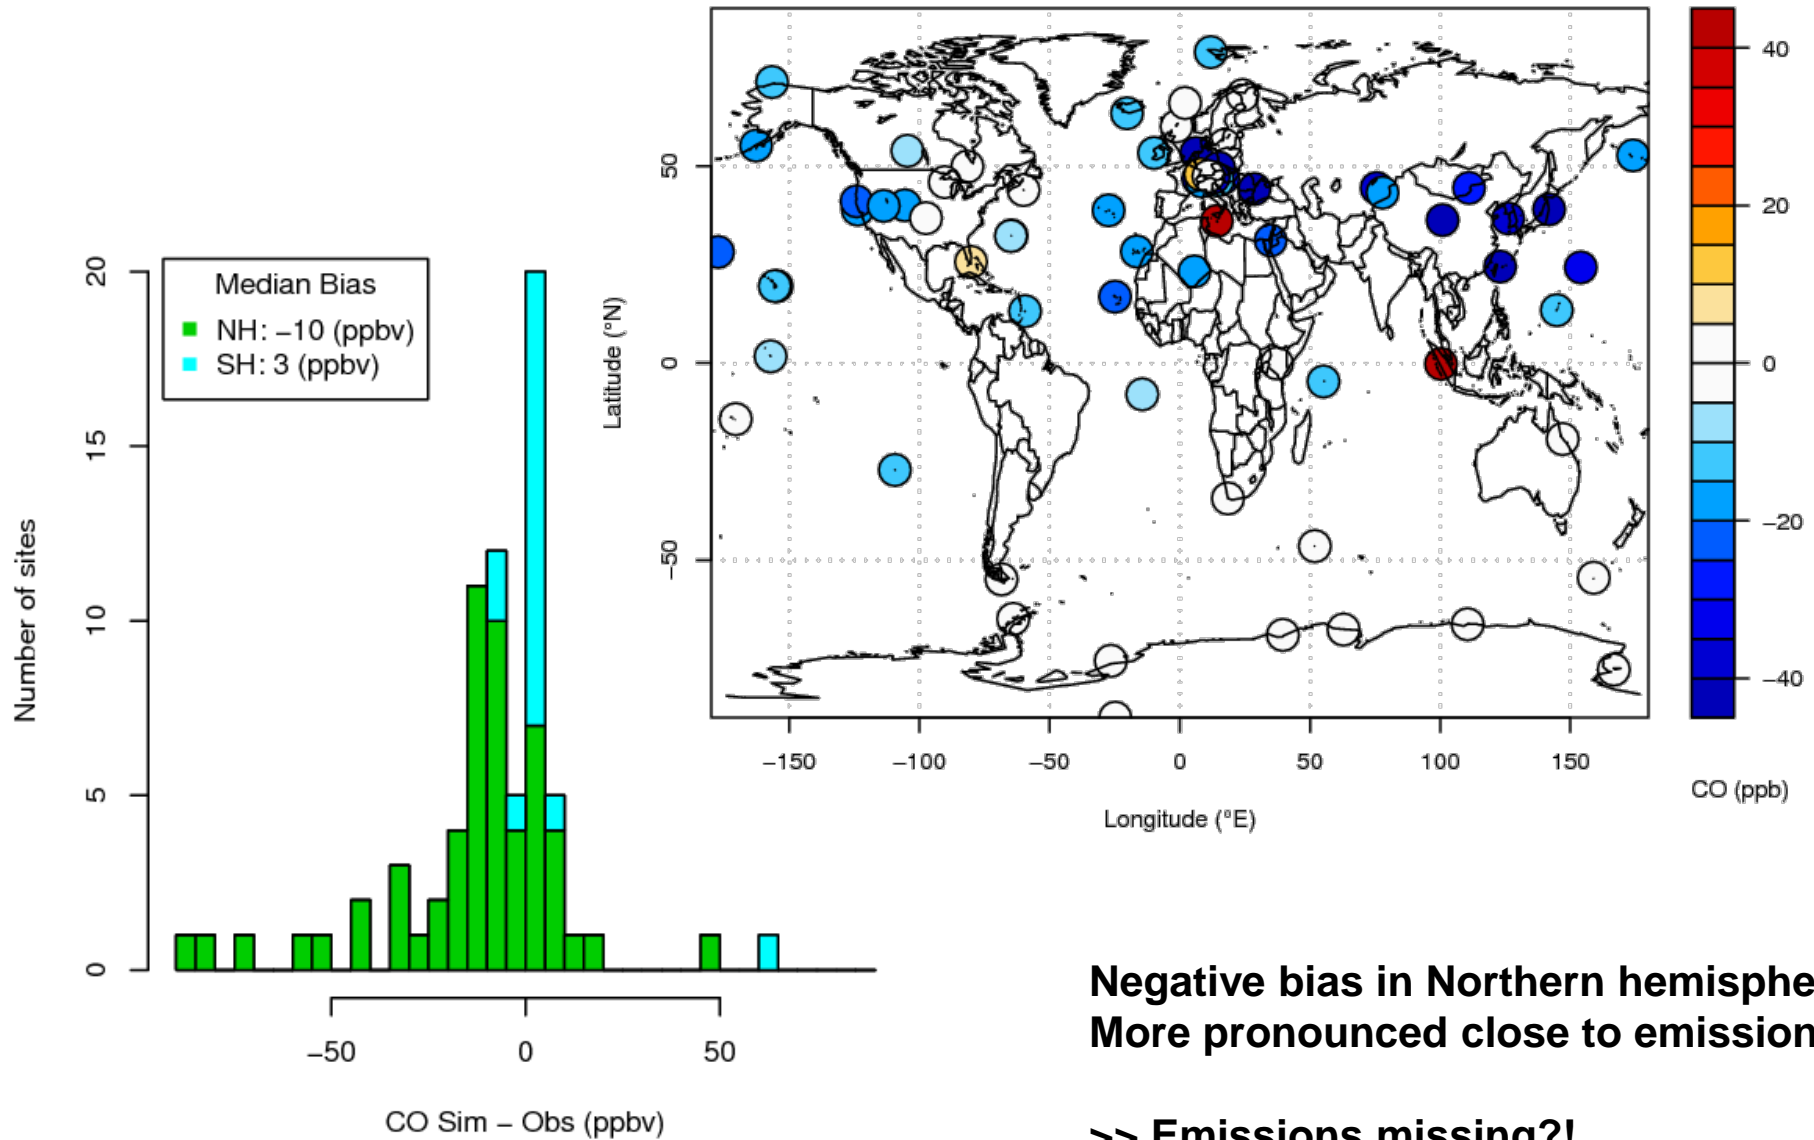 Median Bias
NH: −10 (ppbv)
SH: 3 (ppbv)
Number of sites
0
5
10
15
20
−50
0
50
CO Sim − Obs (ppbv)
Latitude (°N)
50
0
−50
−150
−100
−50
0
50
100
150
Longitude (°E)
40
20
0
−20
−40
CO (ppb)
Negative bias in Northern hemisphe
More pronounced close to emission
>> Emissions missing?!